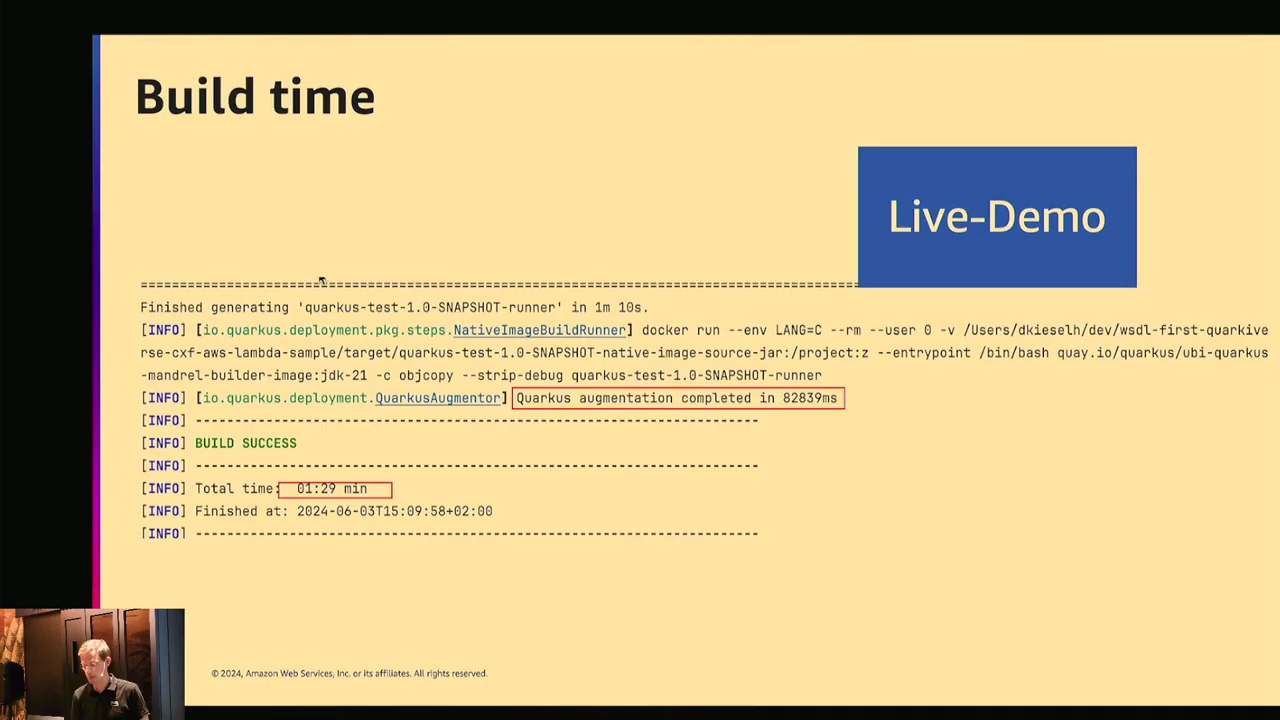 Build time
Live-Demo
================================================================================
Finished generating 'quarkus-test-1.0-SNAPSHOT-runner' in 1m 10s.
[INFO] [io.quarkus.deployment.pkg.steps.NativeImageBuildRunner] docker run --env LANG=C --rm --user 0 -v /Users/dkieselh/dev/wsdl-first-quarkive
rse-cxf-aws-lambda-sample/target/quarkus-test-1.0-SNAPSHOT-native-image-source-jar:/project:z --entrypoint /bin/bash quay.io/quarkus/ubi-quarkus
-mandrel-builder-image:jdk-21 -c objcopy --strip-debug quarkus-test-1.0-SNAPSHOT-runner
[INFO] [io.quarkus.deployment.QuarkusAugmentor] Quarkus augmentation completed in 82839ms
[INFO] ------------------------------------------------------------------------
[INFO] BUILD SUCCESS
[INFO] ------------------------------------------------------------------------
[INFO] Total time:  01:29 min
[INFO] Finished at: 2024-06-03T15:09:58+02:00
[INFO] ------------------------------------------------------------------------
© 2024, Amazon Web Services, Inc. or its affiliates. All rights reserved.